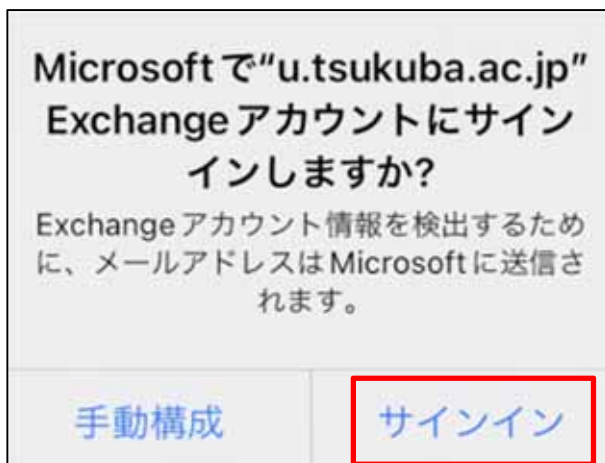 Microsoftで“u.tsukuba.ac.jp”
Exchangeアカウントにサイン
インしますか?
Exchangeアカウント情報を検出するため
に、メールアドレスはMicrosoftに送信さ
れます。
手動構成
サインイン